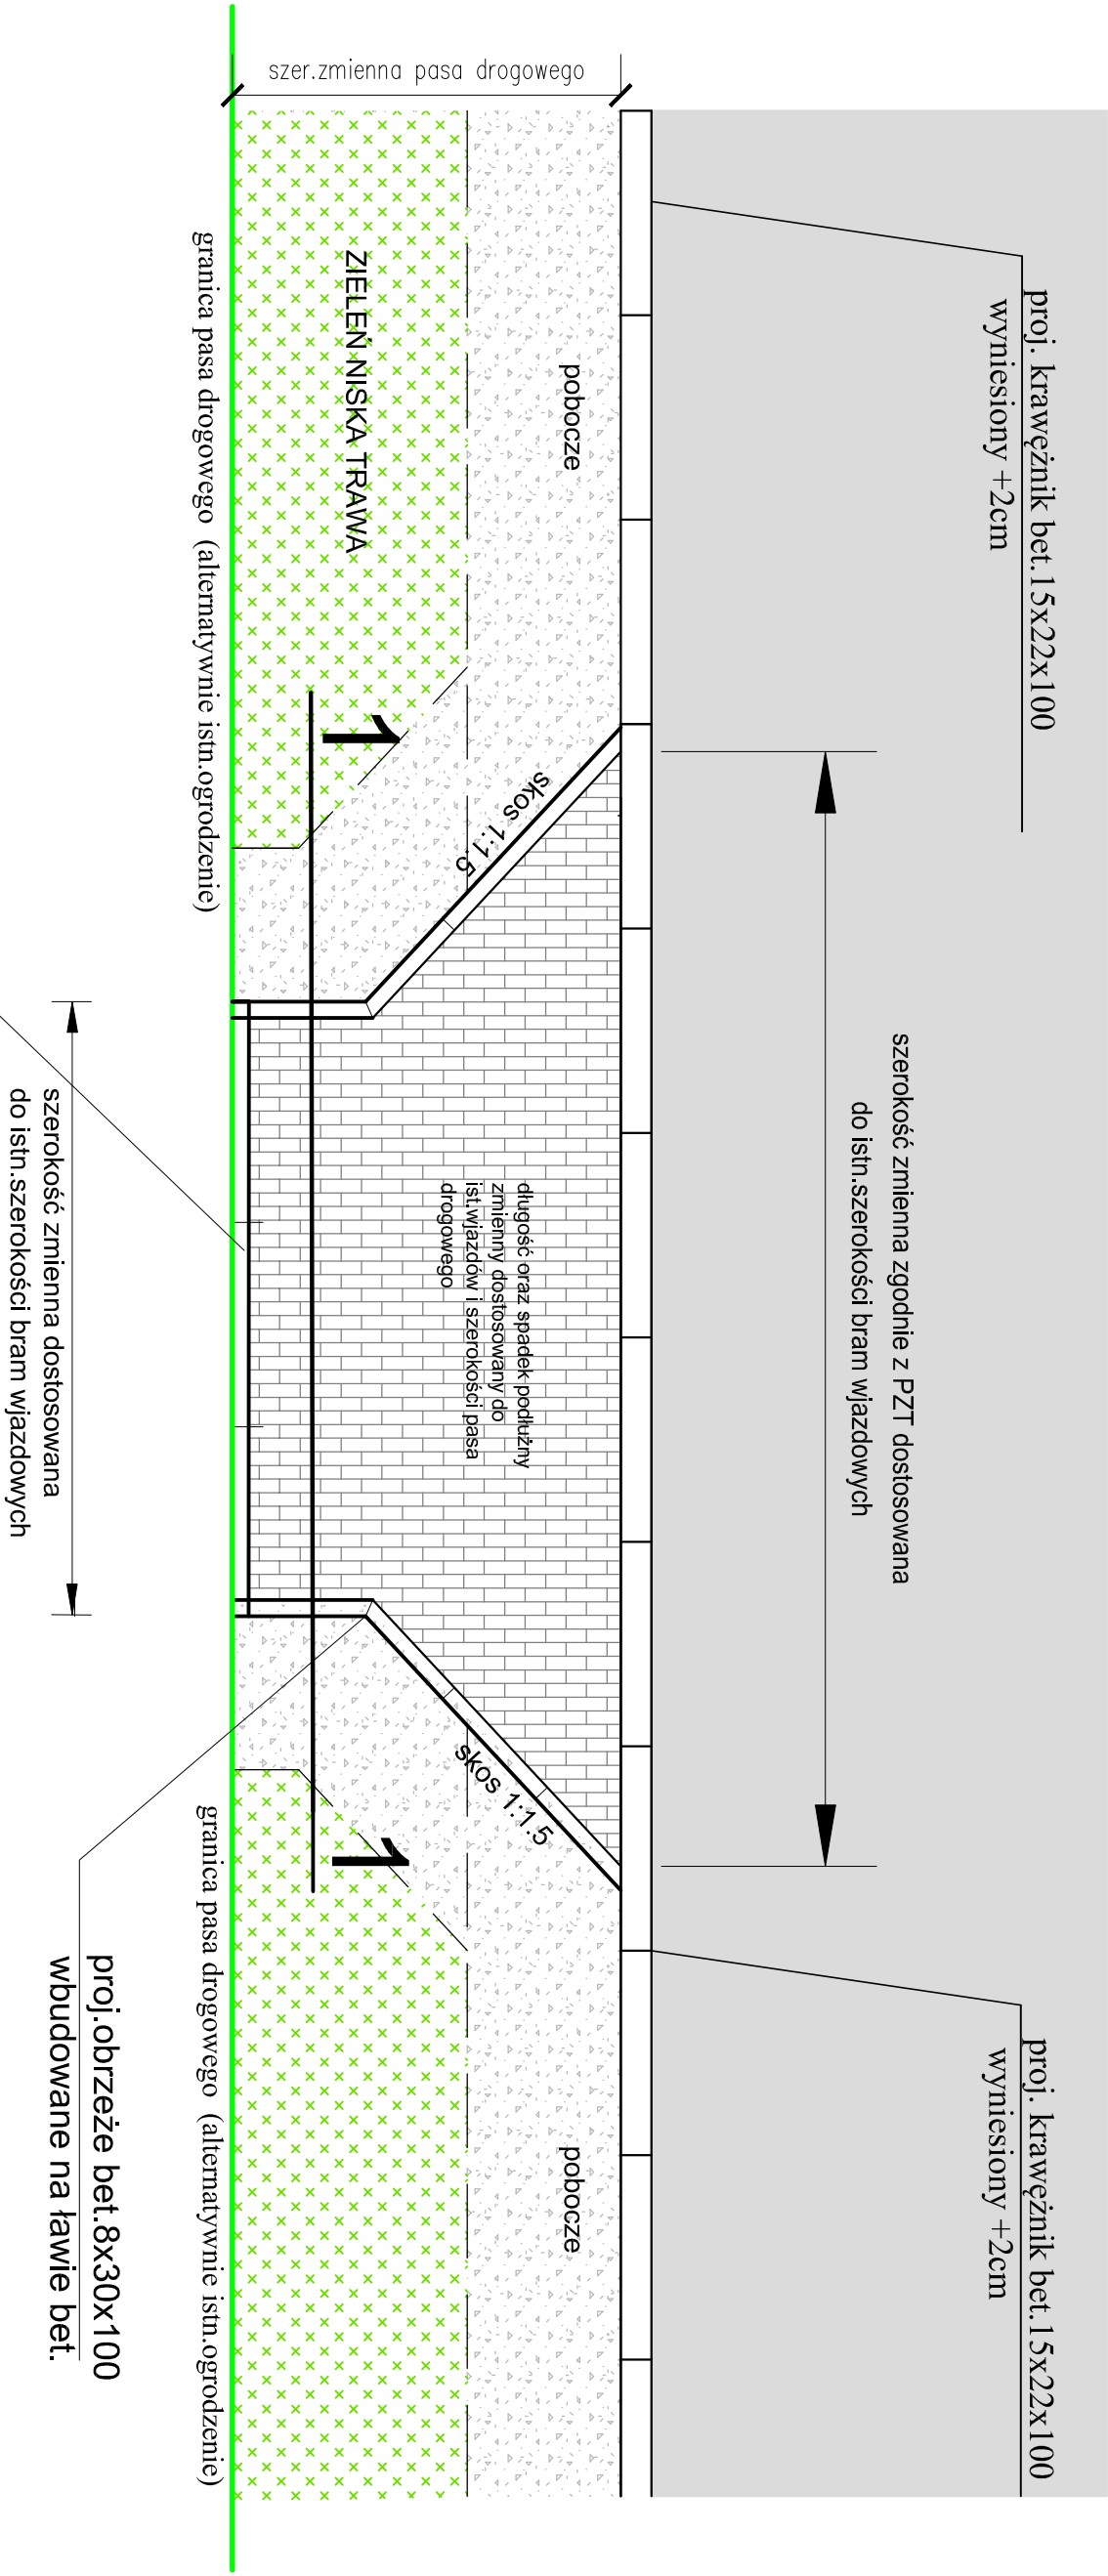 szer.zmienna pasa drogowego
proj. krawężnik bet.15x22x100
wyniesiony +2cm
proj. krawężnik bet.15x22x100
wyniesiony +2cm
szerokość zmienna zgodnie z PZT dostosowana
do istn.szerokości bram wjazdowych
pobocze
pobocze
skos 1:1.5
skos 1:1.5
długość oraz spadek podłużny
zmienny dostosowany do
ist.wjazdów i szerokości pasa
drogowego
ZIELEŃ NISKA TRAWA
1
1
granica pasa drogowego (alternatywnie istn.ogrodzenie)
granica pasa drogowego (alternatywnie istn.ogrodzenie)
szerokość zmienna dostosowana
do istn.szerokości bram wjazdowych
proj.obrzeże bet.8x30x100
wbudowane na ławie bet.